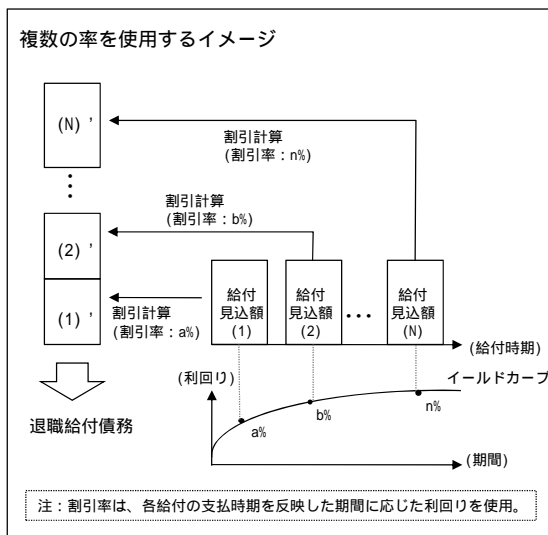 複数の率を使用するイメージ
(N)'
割引計算
(割引率:n%)
・・・
割引計算
(割引率:b%)
(2)'
(1)'
割引計算
(割引率:a%)
給付
見込額
(1)
給付
見込額
(2)
・・・
給付
見込額
(N)
(給付時期)
(利回り)
イールドカーブ
退職給付債務
a%
b%
n%
(期間)
注:割引率は、各給付の支払時期を反映した期間に応じた利回りを使用。